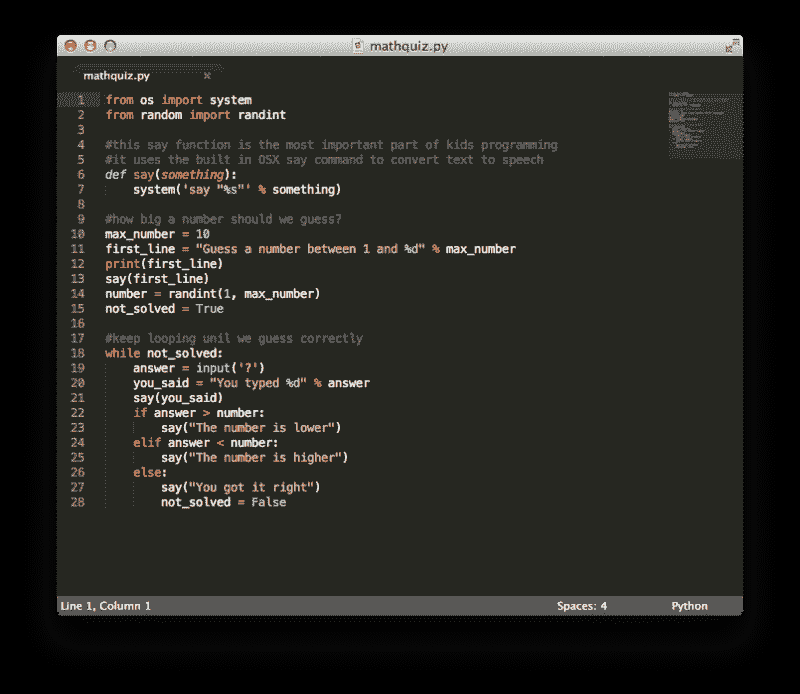 mathquiz.py
mathquiz.py ×
1 from os import system
2 from random import randint
3
4 #this say function is the most important part of kids programming
5 #it uses the built in OSX say command to convert text to speech
6 def say(something):
7     system('say "%s"' % something)
8
9 #how big a number should we guess?
10 max_number = 10
11 first_line = "Guess a number between 1 and %d" % max_number
12 print(first_line)
13 say(first_line)
14 number = randint(1, max_number)
15 not_solved = True
16
17 #keep looping unil we guess correctly
18 while not_solved:
19     answer = input('?')
20     you_said = "You typed %d" % answer
21     say(you_said)
22     if answer > number:
23         say("The number is lower")
24     elif answer < number:
25         say("The number is higher")
26     else:
27         say("You got it right")
28         not_solved = False
Line 1, Column 1 Spaces: 4 Python